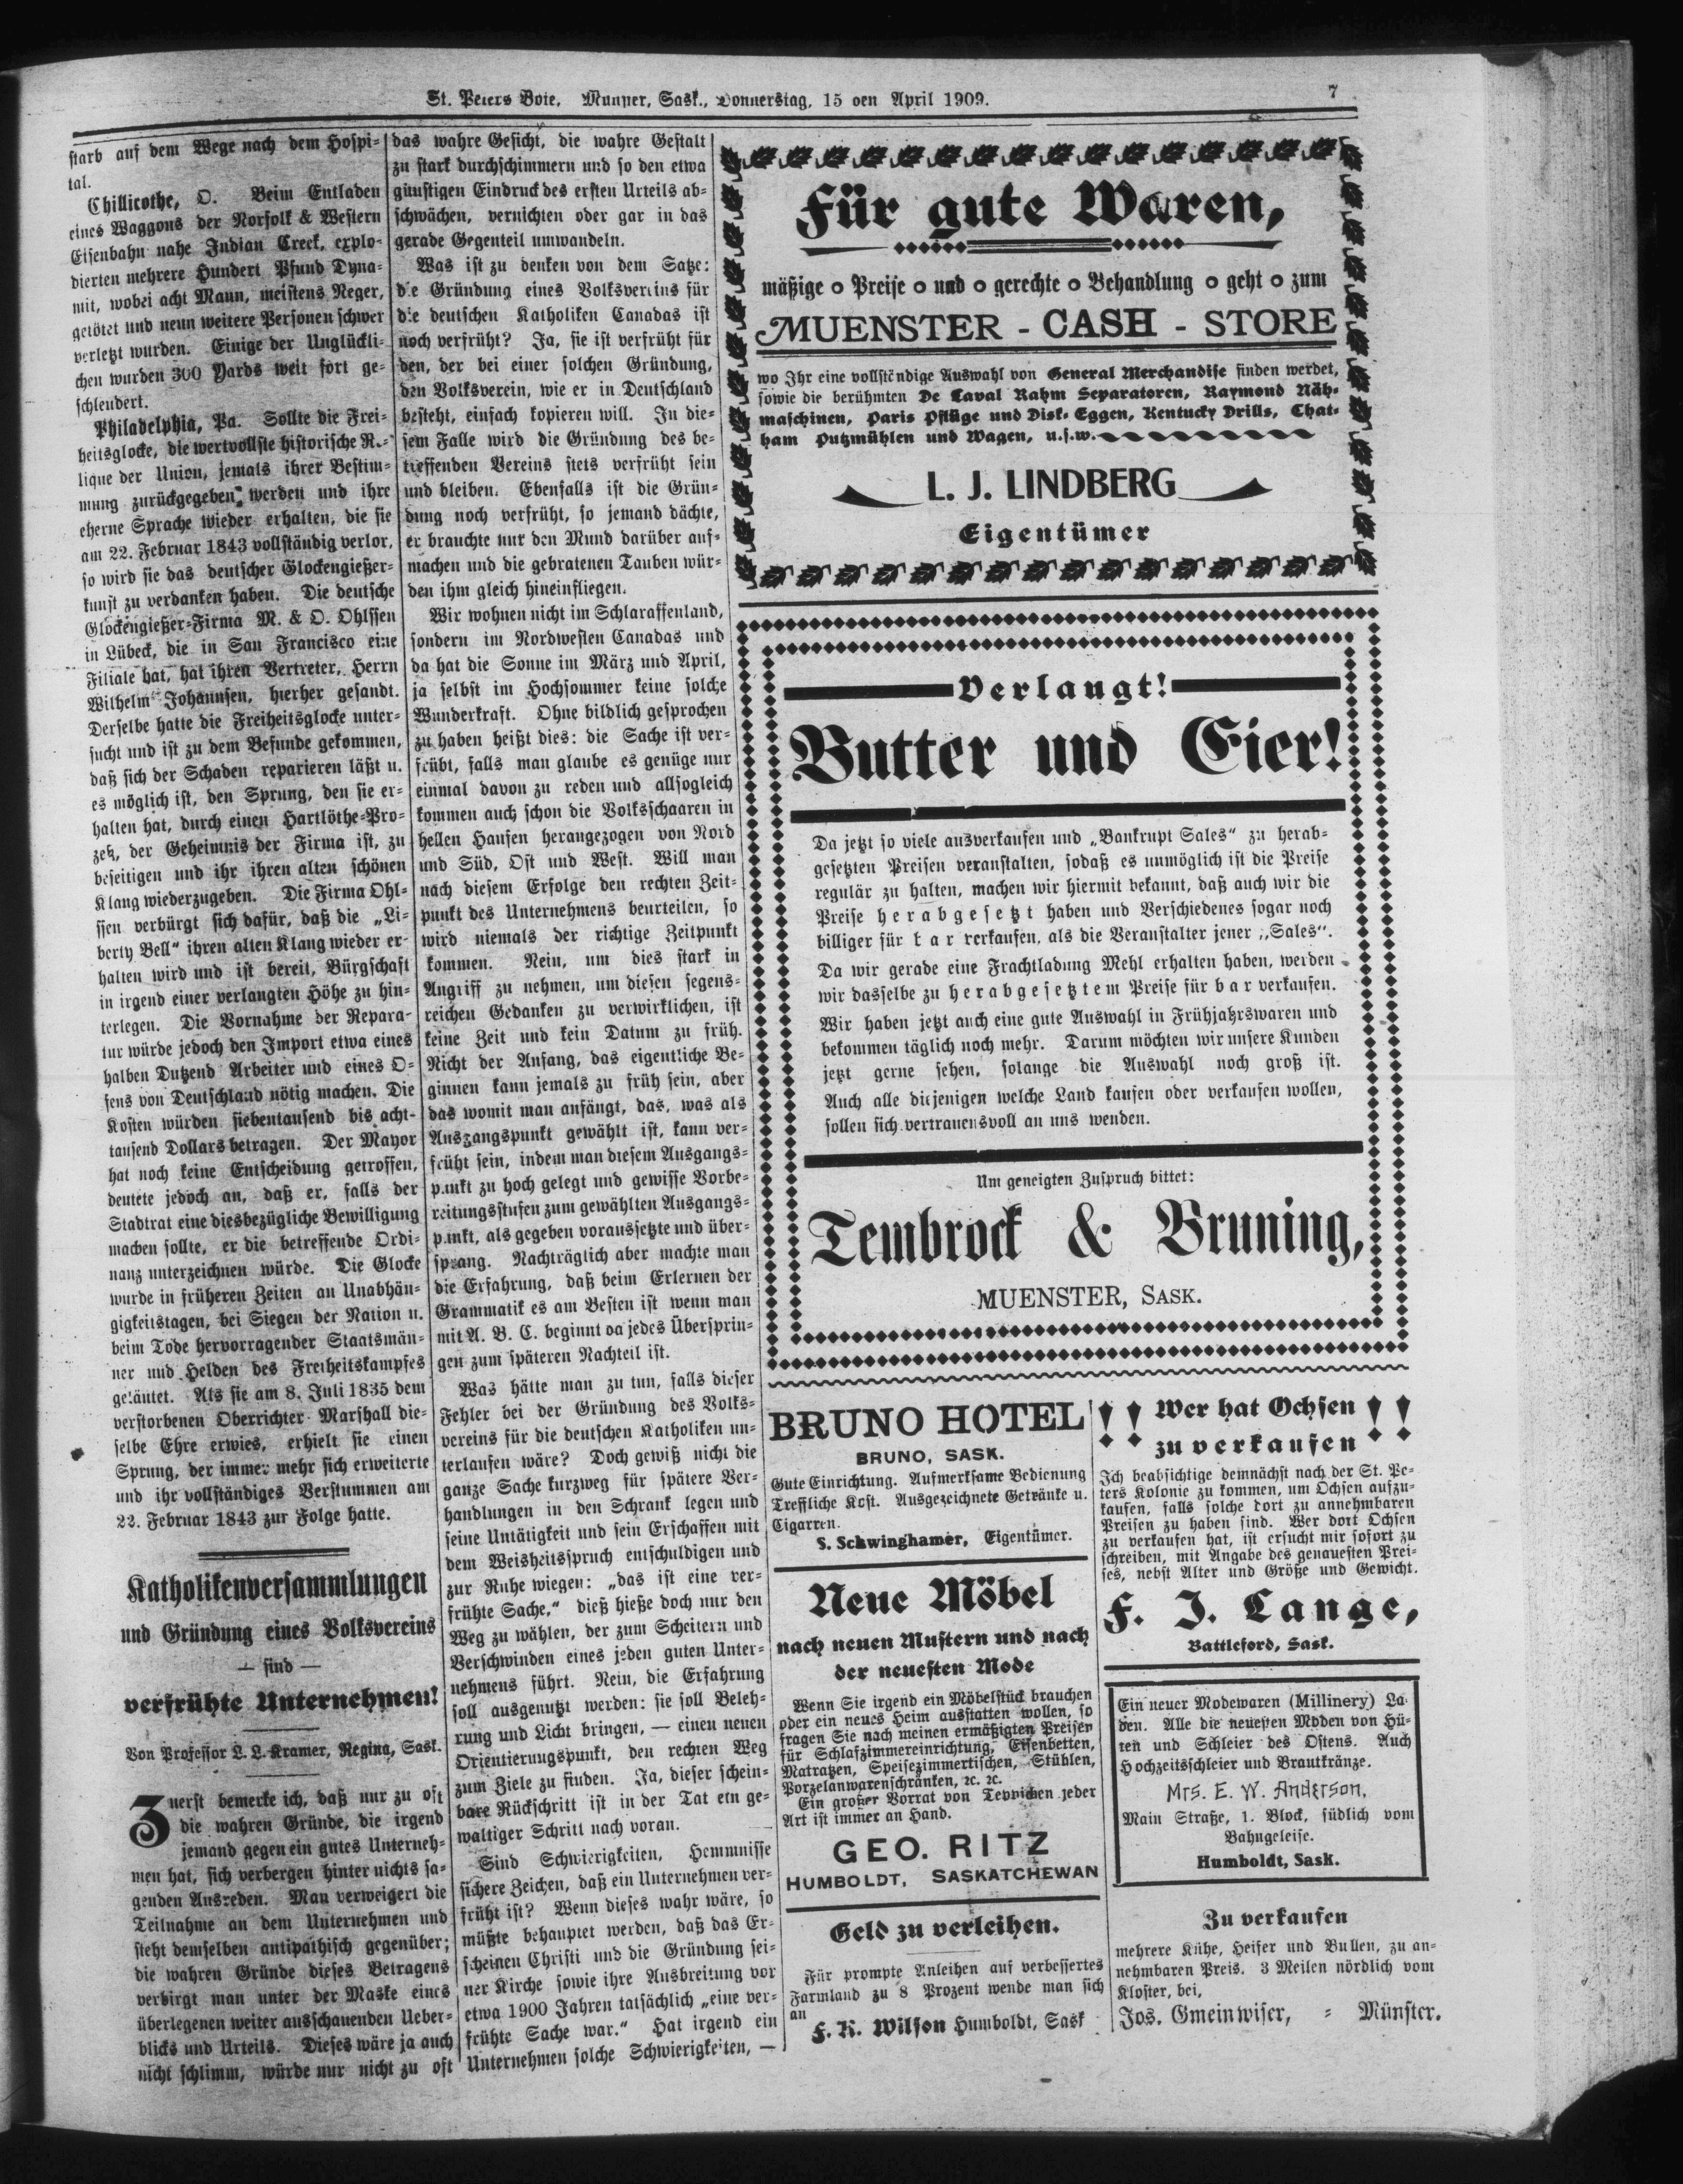 St. Peters Bote, Münster, Sask., Donnerstag, 15 den April 1909.
7
starb auf dem Wege nach dem Hospi-
tal.
Chillicothe, O. Beim Entladen
eines Waggons der Norfolk & Western
Eisenbahn nahe Indian Creek, explo-
dierten mehrere Hundert Pfund Dyna-
mit, wobei acht Mann, meistens Neger,
getötet und neun weitere Personen schwer
verletzt wurden. Einige der Unglückli-
chen wurden 300 Yards weit fort ge-
schleudert.
Philadelphia, Pa. Sollte die Frei-
heitsglocke, die wertvollste historische Re-
lique der Union, jemals ihrer Bestim-
mung zurückgegeben werden und ihre
eherne Sprache wieder erhalten, die sie
am 22. Februar 1843 vollständig verlor,
so wird sie das deutscher Glockengießer-
kunst zu verdanken haben. Die deutsche
Glockengießer-Firma M. & O. Ohlssen
in Lübeck, die in San Francisco eine
Filiale hat, hat ihren Vertreter, Herrn
Wilhelm Johannsen, hierher gesandt.
Derselbe hatte die Freiheitsglocke unter-
sucht und ist zu dem Befunde gekommen,
daß sich der Schaden reparieren läßt u.
es möglich ist, den Sprung, den sie er-
halten hat, durch einen Hartlöthe-Pro-
zeß, der Geheimnis der Firma ist, zu
beseitigen und ihr ihren alten schönen
Klang wiederzugeben. Die Firma Ohl-
ssen verbürgt sich dafür, daß die „Li-
berty Bell“ ihren alten Klang wieder er-
halten wird und ist bereit, Bürgschaft
in irgend einer verlangten Höhe zu hin-
terlegen. Die Vornahme der Repara-
tur würde jedoch den Import etwa eines
halben Dutzend Arbeiter und eines O-
fens von Deutschland nötig machen. Die
Kosten würden siebentausend bis acht-
tausend Dollars betragen. Der Mayor
hat noch keine Entscheidung getroffen,
deutete jedoch an, daß er, falls der
Stadtrat eine diesbezügliche Bewilligung
machen sollte, er die betreffende Ordi-
nanz unterzeichnen würde. Die Glocke
wurde in früheren Zeiten an Unabhän-
gigkeitstagen, bei Siegen der Nation u.
beim Tode hervorragender Staatsmän-
ner und Helden des Freiheitskampfes
geläutet. Als sie am 8. Juli 1835 dem
verstorbenen Oberrichter Marshall die-
selbe Ehre erwies, erhielt sie einen
Sprung, der immer mehr sich erweiterte
und ihr vollständiges Verstummen am
22. Februar 1843 zur Folge hatte.
Katholikenversammlungen
und Gründung eines Volksvereins
— sind —
verfrühte Unternehmen!
Von Professor L. L. Kramer, Regina, Sask.
Zuerst bemerke ich, daß nur zu oft
die wahren Gründe, die irgend
jemand gegen ein gutes Unterneh-
men hat, sich verbergen hinter nichts sa-
genden Ausreden. Man verweigert die
Teilnahme an dem Unternehmen und
steht demselben antipathisch gegenüber;
die wahren Gründe dieses Betragens
verbirgt man unter der Maske eines
überlegenen weiter ausschauenden Ueber-
blicks und Urteils. Dieses wäre ja auch
nicht schlimm, würde nur nicht zu oft
das wahre Gesicht, die wahre Gestalt
zu stark durchschimmern und so den etwa
günstigen Eindruck des ersten Urteils ab-
schwächen, vernichten oder gar in das
gerade Gegenteil umwandeln.
Was ist zu denken von dem Satze:
die Gründung eines Volksvereins für
die deutschen Katholiken Canadas ist
noch verfrüht? Ja, sie ist verfrüht für
den, der bei einer solchen Gründung,
den Volksverein, wie er in Deutschland
besteht, einfach kopieren will. In die-
sem Falle wird die Gründung des be-
treffenden Vereins stets verfrüht sein
und bleiben. Ebenfalls ist die Grün-
dung noch verfrüht, so jemand dächte,
er brauchte nur den Mund darüber auf-
machen und die gebratenen Tauben wür-
den ihm gleich hineinfliegen.
Wir wohnen nicht im Schlaraffenland,
sondern im Nordwesten Canadas und
da hat die Sonne im März und April,
ja selbst im Hochsommer keine solche
Wunderkraft. Ohne bildlich gesprochen
zu haben heißt dies: die Sache ist ver-
frübt, falls man glaube es genüge nur
einmal davon zu reden und allsogleich
kommen auch schon die Volksschaaren in
hellen Haufen herangezogen von Nord
und Süd, Ost und West. Will man
nach diesem Erfolge den rechten Zeit-
punkt des Unternehmens beurteilen, so
wird niemals der richtige Zeitpunkt
kommen. Nein, um dies stark in
Angriff zu nehmen, um diesen segens-
reichen Gedanken zu verwirklichen, ist
keine Zeit und kein Datum zu früh.
Nicht der Anfang, das eigentliche Be-
ginnen kann jemals zu früh sein, aber
das womit man anfängt, das, was als
Ausgangspunkt gewählt ist, kann ver-
früht sein, indem man diesem Ausgangs-
punkt zu hoch gelegt und gewisse Vorbe-
reitungsstufen zum gewählten Ausgangs-
punkt, als gegeben voraussetzte und über-
sprang. Nachträglich aber machte man
die Erfahrung, daß beim Erlernen der
Grammatik es am Besten ist wenn man
mit A. B. C. beginnt da jedes Übersprin-
gen zum späteren Nachteil ist.
Was hätte man zu tun, falls dieser
Fehler bei der Gründung des Volks-
vereins für die deutschen Katholiken un-
terlaufen wäre? Doch gewiß nicht die
ganze Sache kurzweg für spätere Ver-
handlungen in den Schrank legen und
seine Untätigkeit und sein Erschaffen mit
dem Weisheitsspruch entschuldigen und
zur Ruhe wiegen: „das ist eine ver-
frühte Sache,“ dieß hieße doch nur den
Weg zu wählen, der zum Scheitern und
Verschwinden eines jeden guten Unter-
nehmens führt. Nein, die Erfahrung
soll ausgenutzt werden: sie soll Beleh-
rung und Licht bringen, — einen neuen
Orientierungspunkt, den rechten Weg
zum Ziele zu finden. Ja, dieser schein-
bare Rückschritt ist in der Tat ein ge-
waltiger Schritt nach voran.
Sind Schwierigkeiten, Hemmnisse
sichere Zeichen, daß ein Unternehmen ver-
früht ist? Wenn dieses wahr wäre, so
müßte behauptet werden, daß das Er-
scheinen Christi und die Gründung sei-
ner Kirche sowie ihre Ausbreitung vor
etwa 1900 Jahren tatsächlich „eine ver-
frühte Sache war.“ Hat irgend ein
Unternehmen solche Schwierigkeiten, —
Für gute Waren,
mäßige o Preise o und o gerechte o Behandlung o geht o zum
MUENSTER - CASH - STORE
wo Ihr eine vollständige Auswahl von General Merchandise finden werdet,
sowie die berühmten De Laval Rahm Separatoren, Raymond Näh-
maschinen, Paris Pflüge und Disk-Eggen, Kentucky Drills, Chat-
ham Putzmühlen und Wagen, u.s.w.
L. J. LINDBERG
Eigentümer
Verlangt!
Butter und Eier!
Da jetzt so viele ausverkaufen und „Bankrupt Sales“ zu herab-
gesetzten Preisen veranstalten, sodaß es unmöglich ist die Preise
regulär zu halten, machen wir hiermit bekannt, daß auch wir die
Preise herabgesetzt haben und Verschiedenes sogar noch
billiger für bar verkaufen, als die Veranstalter jener „Sales“.
Da wir gerade eine Frachtladung Mehl erhalten haben, werden
wir dasselbe zu herabgesetztem Preise für bar verkaufen.
Wir haben jetzt auch eine gute Auswahl in Frühjahrswaren und
bekommen täglich noch mehr. Darum möchten wir unsere Kunden
jetzt gerne sehen, solange die Auswahl noch groß ist.
Auch alle diejenigen welche Land kaufen oder verkaufen wollen,
sollen sich vertrauensvoll an uns wenden.
Um geneigten Zuspruch bittet:
Tembrock & Bruning,
MUENSTER, SASK.
BRUNO HOTEL
BRUNO, SASK.
Gute Einrichtung. Aufmerksame Bedienung
Treffliche Kost. Ausgezeichnete Getränke u.
Cigarren.
S. Schwinghamer, Eigentümer.
Neue Möbel
nach neuen Mustern und nach
der neuesten Mode
Wenn Sie irgend ein Möbelstück brauchen
oder ein neues Heim ausstatten wollen, so
fragen Sie nach meinen ermäßigten Preisen
für Schlafzimmereinrichtung, Eisenbetten,
Matratzen, Speisezimmertischen, Stühlen,
Porzelanwarenschränken, ꝛc. ꝛc.
Ein großer Vorrat von Teppichen jeder
Art ist immer an Hand.
GEO. RITZ
HUMBOLDT, SASKATCHEWAN
Geld zu verleihen.
Für prompte Anleihen auf verbessertes
Farmland zu 8 Prozent wende man sich
an
F. K. Wilson Humboldt, Sask
! ! Wer hat Ochsen ! !
zu verkaufen
Ich beabsichtige demnächst nach der St. Pe-
ters Kolonie zu kommen, um Ochsen aufzu-
kaufen, falls solche dort zu annehmbaren
Preisen zu haben sind. Wer dort Ochsen
zu verkaufen hat, ist ersucht mir sofort zu
schreiben, mit Angabe des genauesten Prei-
ses, nebst Alter und Größe und Gewicht.
F. J. Lange,
Battleford, Sask.
Ein neuer Modewaren (Millinery) La-
den. Alle die neuesten Moden von Hü-
ten und Schleier des Ostens. Auch
Hochzeitsschleier und Brautkränze.
Mrs. E. W. Anderson,
Main Straße, 1. Block, südlich vom
Bahngeleise.
Humboldt, Sask.
Zu verkaufen
mehrere Kühe, Heifer und Bullen, zu an-
nehmbaren Preis. 3 Meilen nördlich vom
Kloster, bei,
Jos. Gmeinwiser, - Münster.